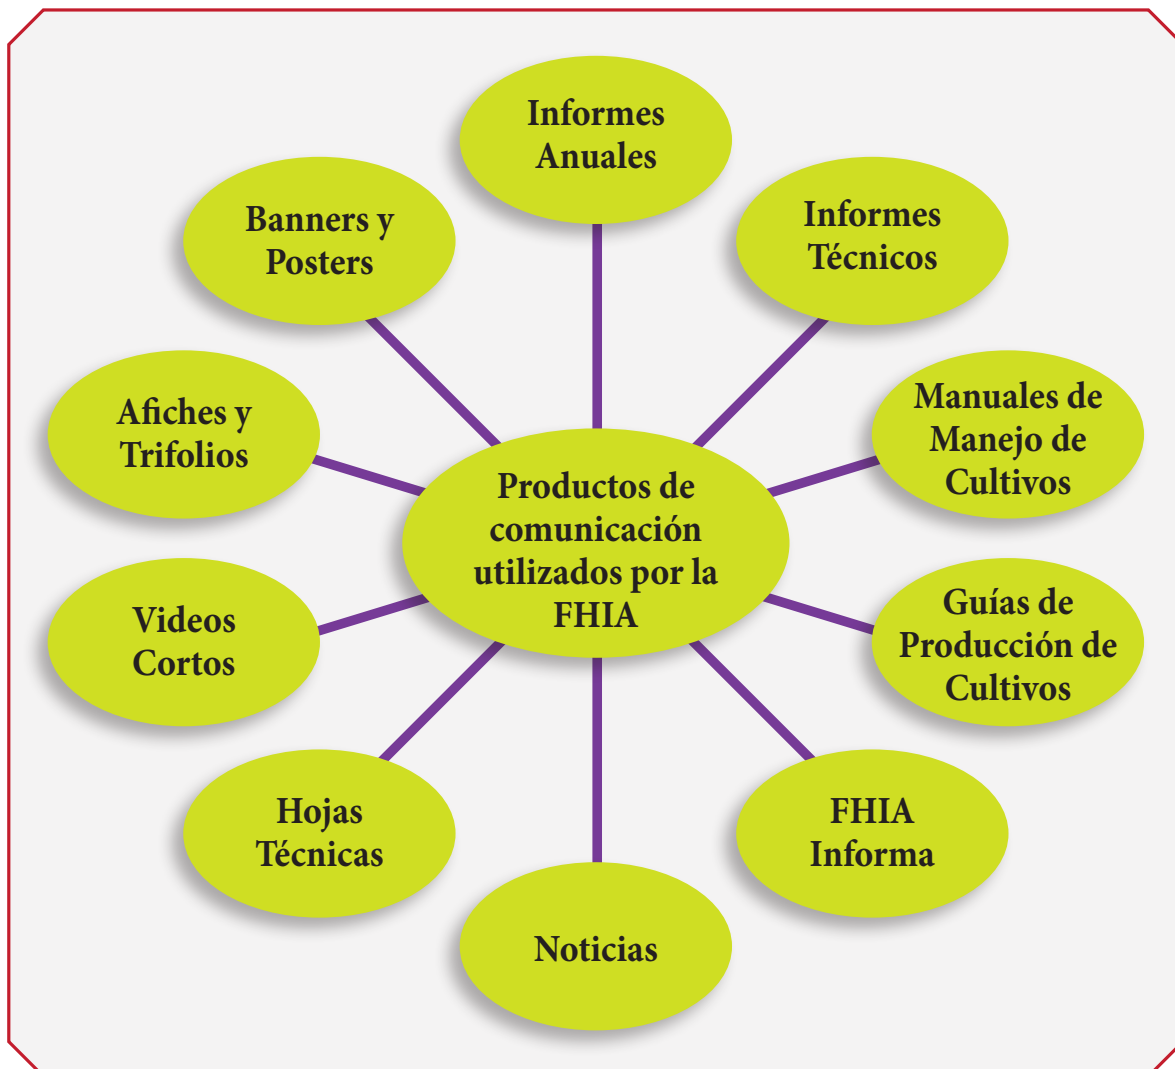 Informes
Anuales
Informes
Técnicos
Manuales de
Manejo de
Cultivos
Guías de
Producción de
Cultivos
FHIA
Informa
Noticias
Hojas
Técnicas
Videos
Cortos
Afiches y
Trifolios
Banners y
Posters
Productos de
comunicación
utilizados por la
FHIA